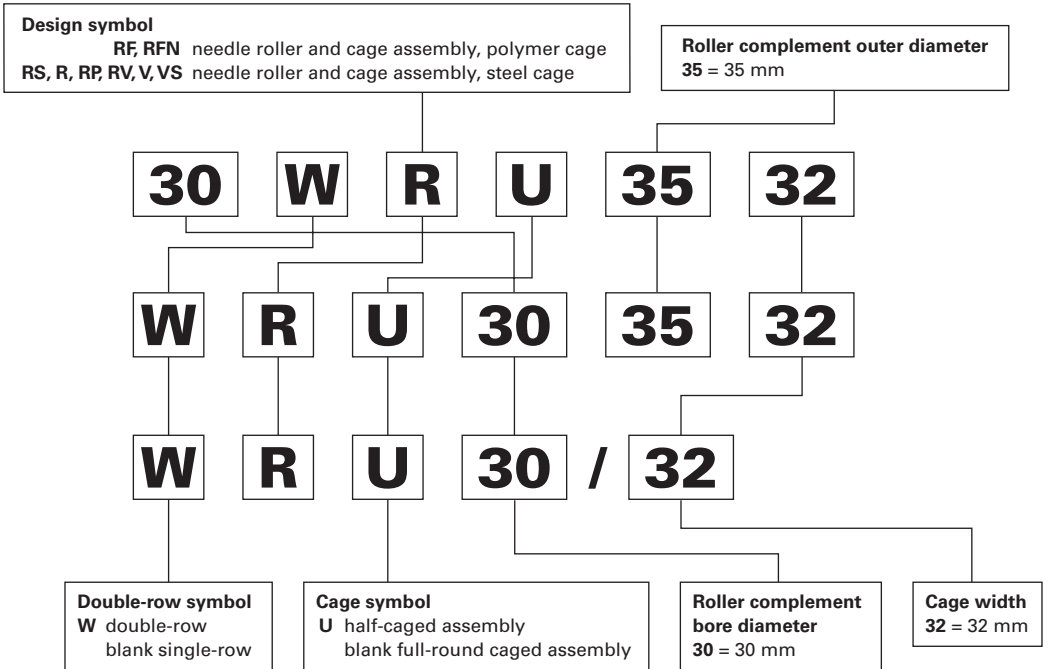 Design symbol
RF, RFN needle roller and cage assembly, polymer cage
RS, R, RP, RV, V, VS needle roller and cage assembly, steel cage
Roller complement outer diameter
35 = 35 mm
30 W R U 35 32
W R U 30 35 32
W R U 30 / 32
Double-row symbol
W double-row
blank single-row
Cage symbol
U half-caged assembly
blank full-round caged assembly
Roller complement
bore diameter
30 = 30 mm
Cage width
32 = 32 mm